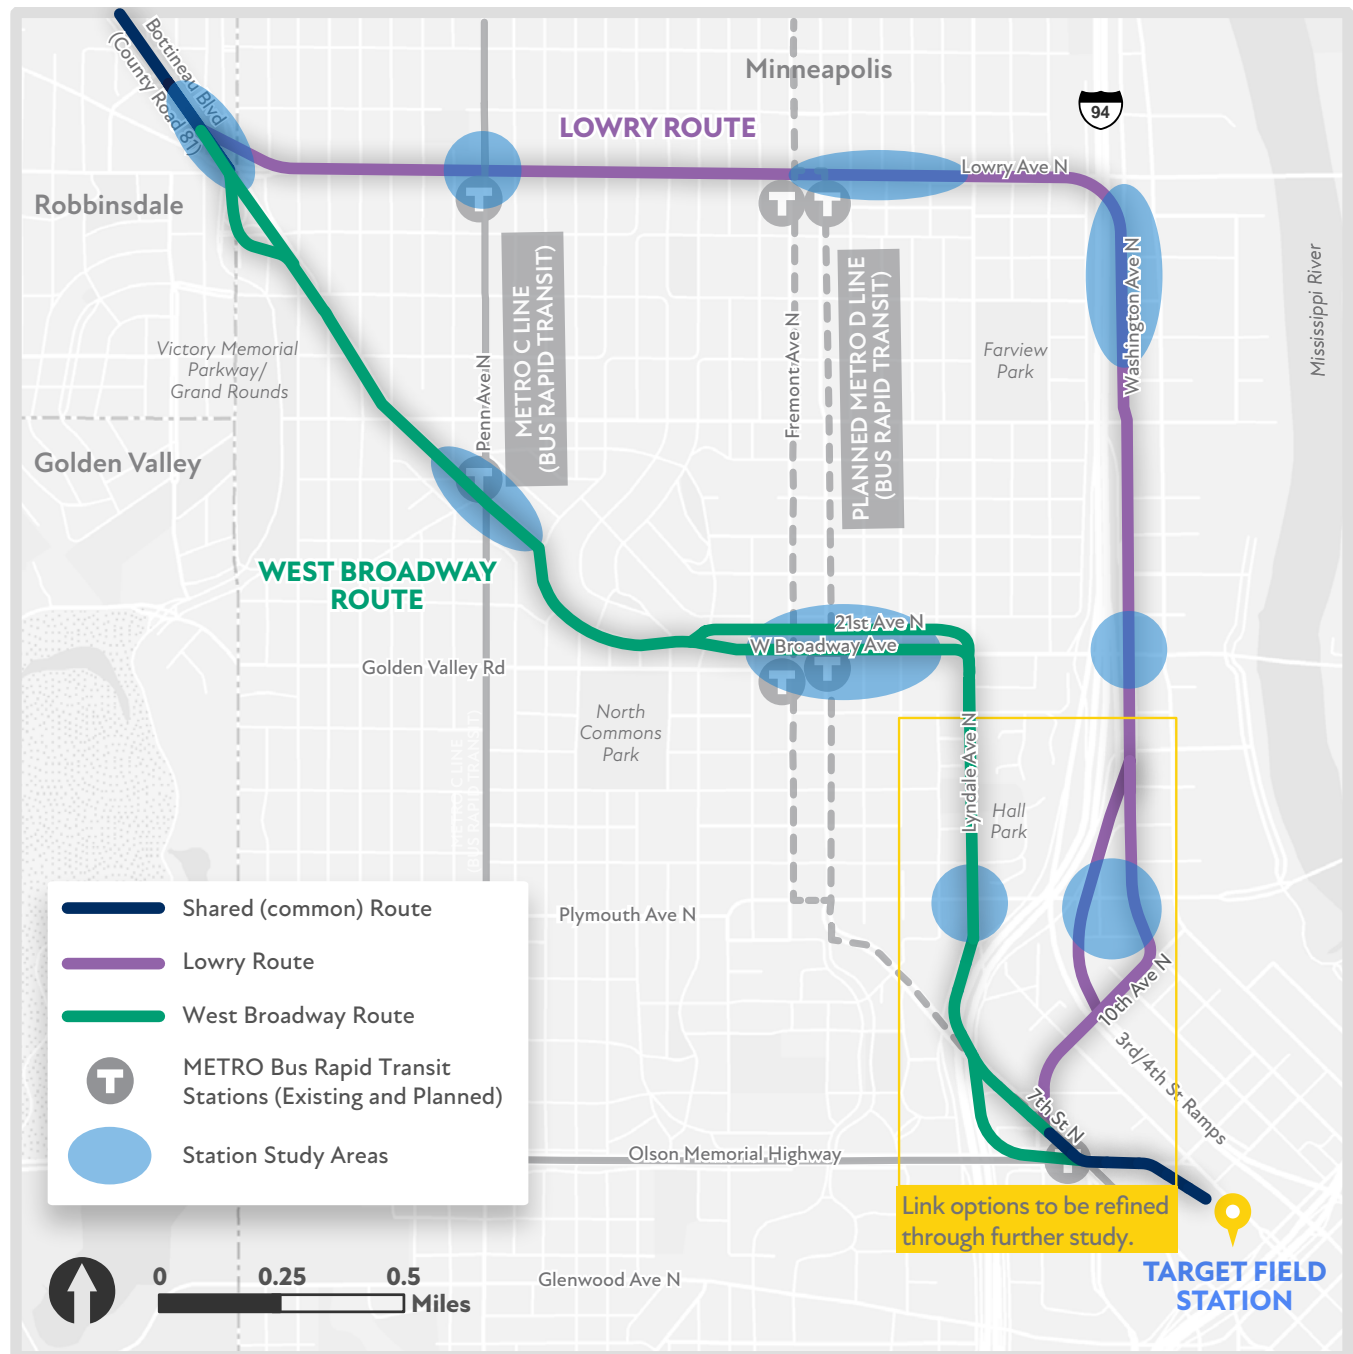 Bottineau Blvd
(County Road 81)
Minneapolis
94
LOWRY ROUTE
Lowry Ave N
Robbinsdale
T
T
T
Washington Ave N
Mississippi River
METRO C LINE
(BUS RAPID TRANSIT)
PLANNED METRO D LINE
(BUS RAPID TRANSIT)
Victory Memorial
Parkway/
Grand Rounds
Penn Ave N
Fremont Ave N
Farview
Park
Golden Valley
T
WEST BROADWAY
ROUTE
21st Ave N
W Broadway Ave
T
T
Golden Valley Rd
North
Commons
Park
METRO C LINE
(BUS RAPID TRANSIT)
Lyndale Ave N
Hall
Park
Plymouth Ave N
10th Ave N
3rd/4th St Ramps
7th St N
T
Olson Memorial Highway
Shared (common) Route
Lowry Route
West Broadway Route
T
METRO Bus Rapid Transit
Stations (Existing and Planned)
Station Study Areas
Link options to be refined
through further study.
TARGET FIELD
STATION
Glenwood Ave N
0 0.25 0.5
Miles